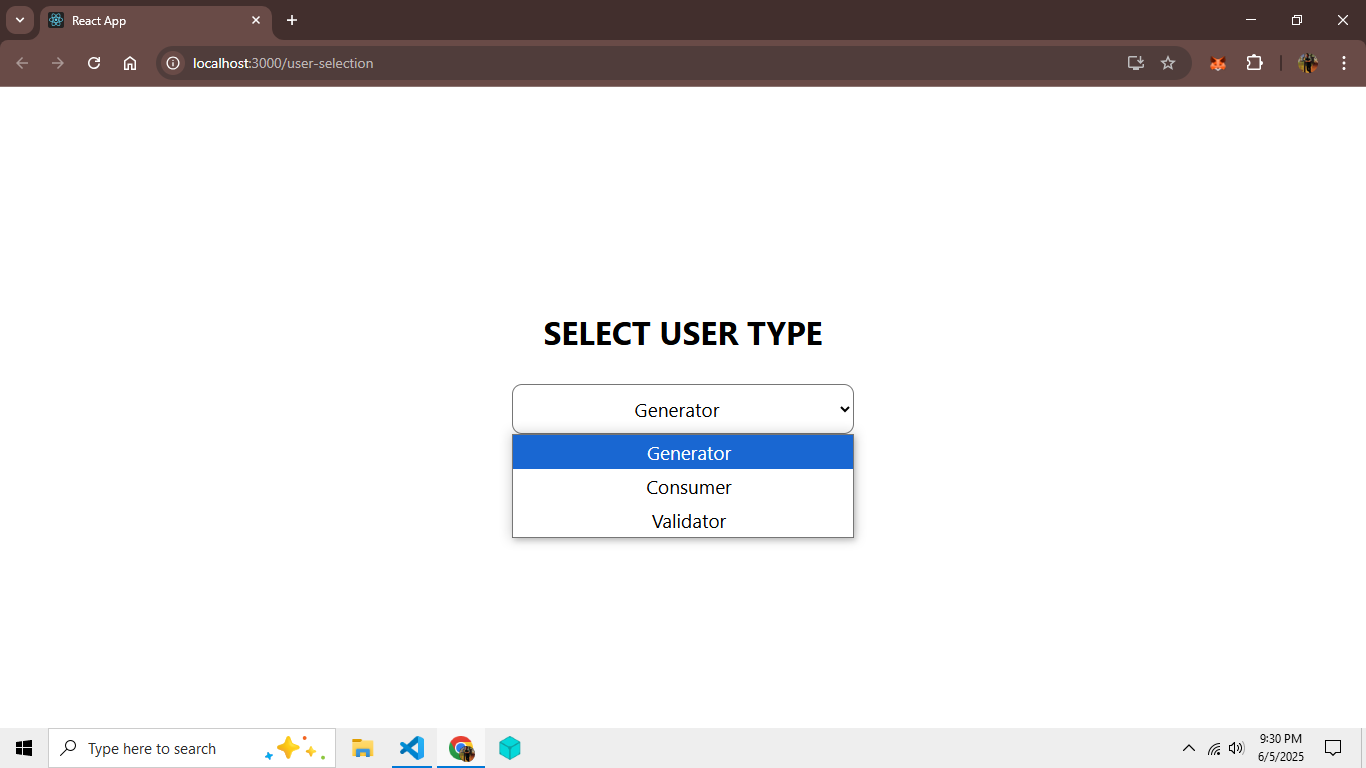 React App
localhost:3000/user-selection
SELECT USER TYPE
Generator
Generator
Consumer
Validator
Type here to search
9:30 PM
6/5/2025